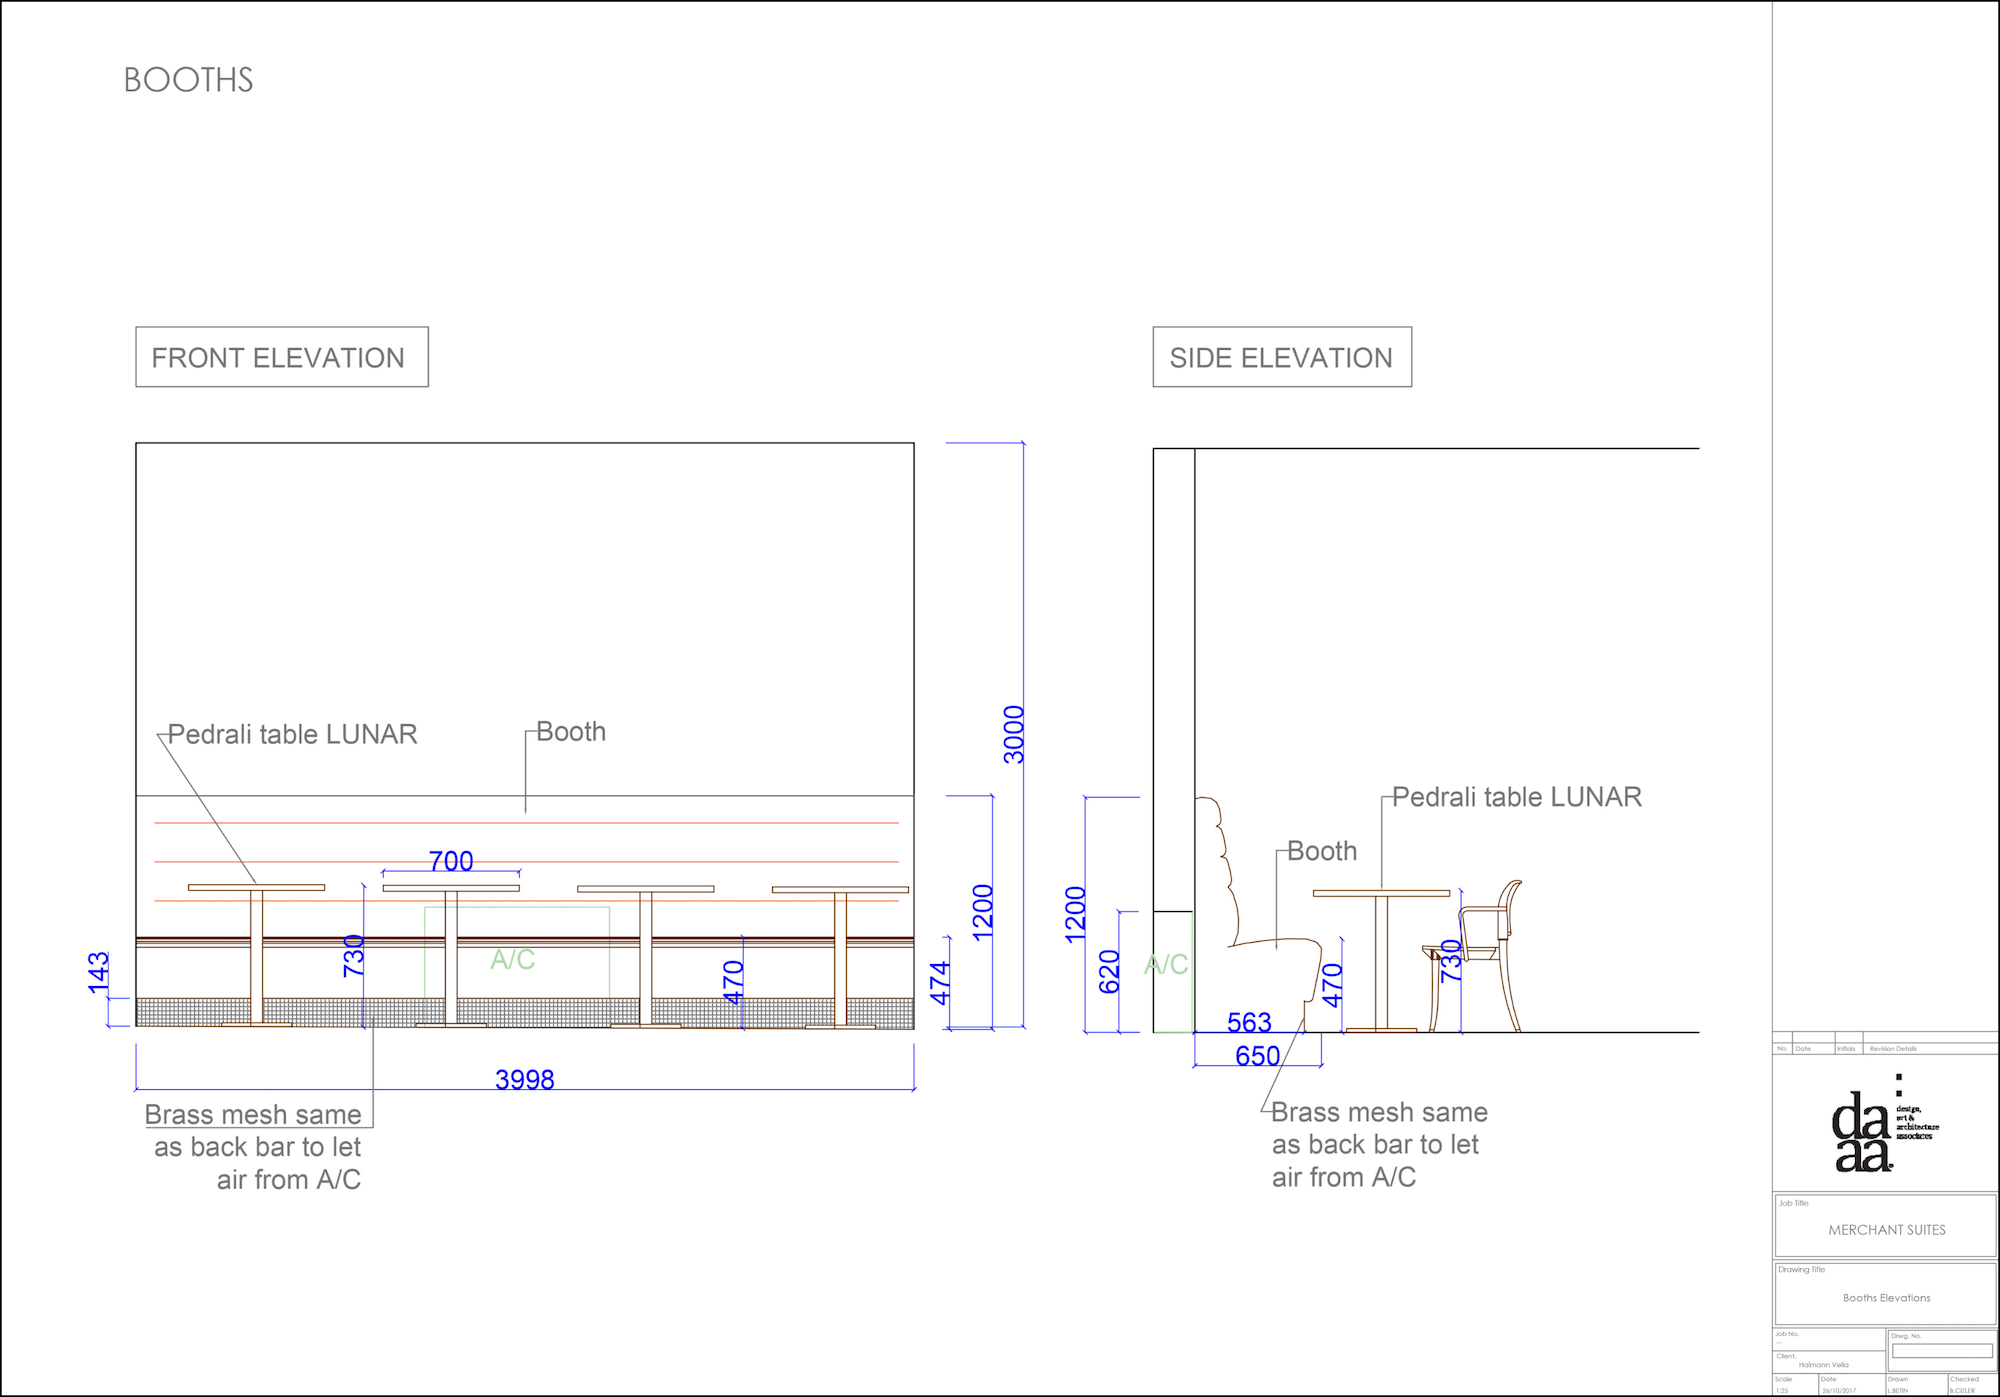 BOOTHS
FRONT ELEVATION
SIDE ELEVATION
Pedrali table LUNAR
Booth
3000
700
730
A/C
470
143
474
1200
3998
Brass mesh same
as back bar to let
air from A/C
Pedrali table LUNAR
Booth
1200
620
A/C
470
730
563
650
Brass mesh same
as back bar to let
air from A/C
No. Date Initials Revision Details
daaa.
design,
art &
architecture
associates
Job Title
MERCHANT SUITES
Drawing Title
Booths Elevations
Job No.
---
Drwg. No.
Client.
Halmann Vella
Scale Date Drawn Checked
1:25 26/10/2017 L.BETIN B.CIZLER